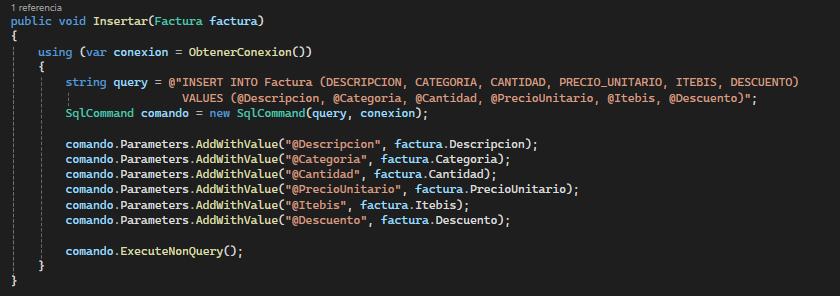 1 referencia
public void Insertar(Factura factura)
{
using (var conexion = ObtenerConexion())
{
string query = @"INSERT INTO Factura (DESCRIPCION, CATEGORIA, CANTIDAD, PRECIO_UNITARIO, ITEBIS, DESCUENTO)
VALUES (@Descripcion, @Categoria, @Cantidad, @PrecioUnitario, @Itebis, @Descuento)";
SqlCommand comando = new SqlCommand(query, conexion);
comando.Parameters.AddWithValue("@Descripcion", factura.Descripcion);
comando.Parameters.AddWithValue("@Categoria", factura.Categoria);
comando.Parameters.AddWithValue("@Cantidad", factura.Cantidad);
comando.Parameters.AddWithValue("@PrecioUnitario", factura.PrecioUnitario);
comando.Parameters.AddWithValue("@Itebis", factura.Itebis);
comando.Parameters.AddWithValue("@Descuento", factura.Descuento);
comando.ExecuteNonQuery();
}
}